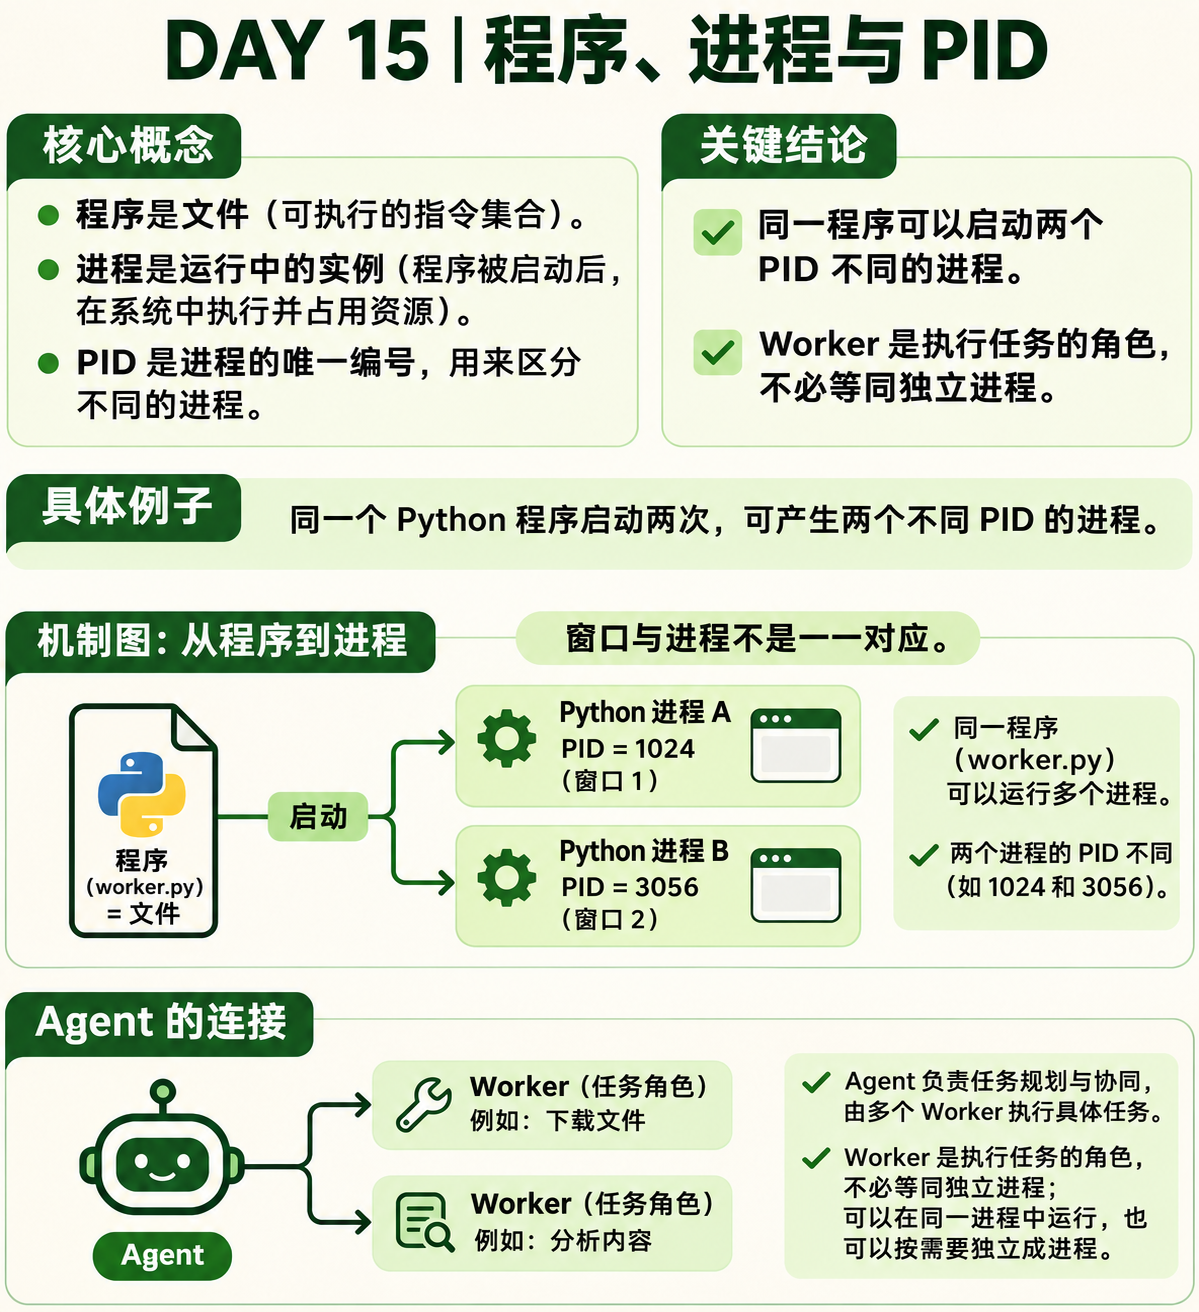 DAY 15 | 程序、进程与 PID
核心概念
程序是文件（可执行的指令集合）。
进程是运行中的实例（程序被启动后，
在系统中执行并占用资源）。
PID 是进程的唯一编号，用来区分
不同的进程。
关键结论
同一程序可以启动两个
PID 不同的进程。
Worker 是执行任务的角色，
不必等同独立进程。
具体例子
同一个 Python 程序启动两次，可产生两个不同 PID 的进程。
机制图：从程序到进程
窗口与进程不是一一对应。
程序
（worker.py）
= 文件
启动
Python 进程 A
PID = 1024
（窗口 1）
Python 进程 B
PID = 3056
（窗口 2）
同一程序
（worker.py）
可以运行多个进程。
两个进程的 PID 不同
（如 1024 和 3056）。
Agent 的连接
Agent
Worker（任务角色）
例如：下载文件
Worker（任务角色）
例如：分析内容
Agent 负责任务规划与协同，
由多个 Worker 执行具体任务。
Worker 是执行任务的角色，
不必等同独立进程；
可以在同一进程中运行，也
可以按需要独立成进程。